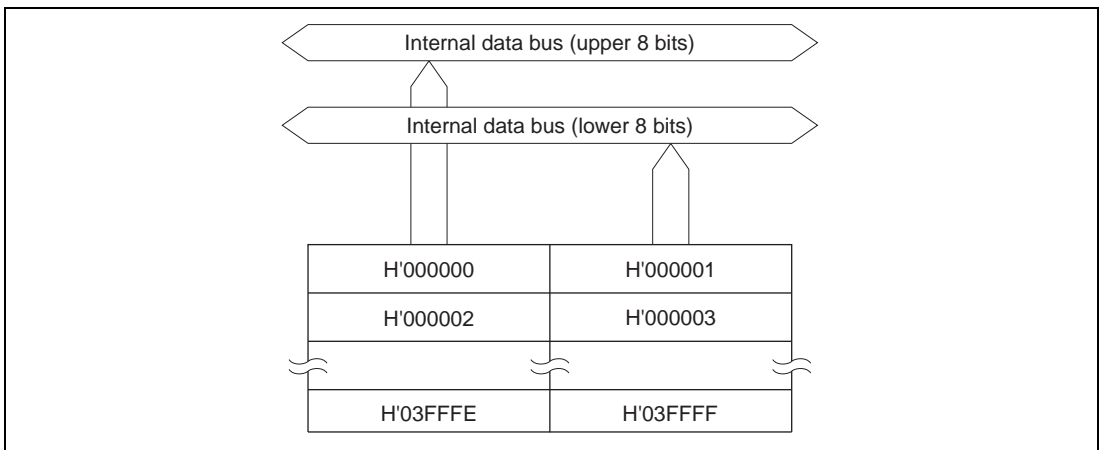 Internal data bus (upper 8 bits)
Internal data bus (lower 8 bits)
H'000000 H'000001
H'000002 H'000003
H'03FFFE H'03FFFF